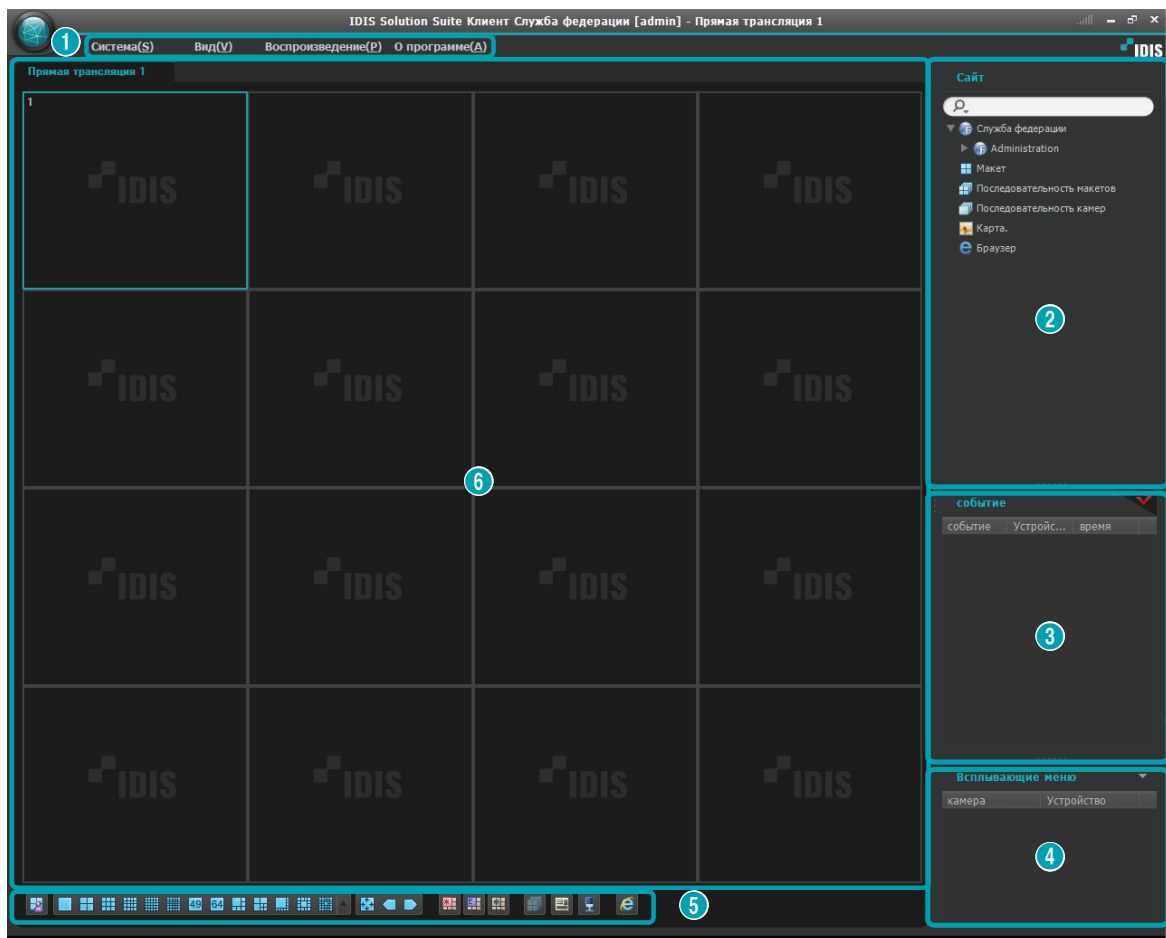 IDIS Solution Suite Клиент Служба федерации [admin] - Прямая трансляция 1
1 Система(S) Вид(V) Воспроизведение(P) О программе(A)
IDIS
Прямая трансляция 1
Сайт
1
Служба федерации
Administration
Макет
Последовательность макетов
Последовательность камер
Карта.
Браузер
IDIS IDIS IDIS IDIS
2
IDIS IDIS IDIS IDIS
6
событие
событие Устройс... время
IDIS IDIS IDIS IDIS
3
IDIS IDIS IDIS IDIS
Всплывающие меню
камера Устройство
4
49 64
5